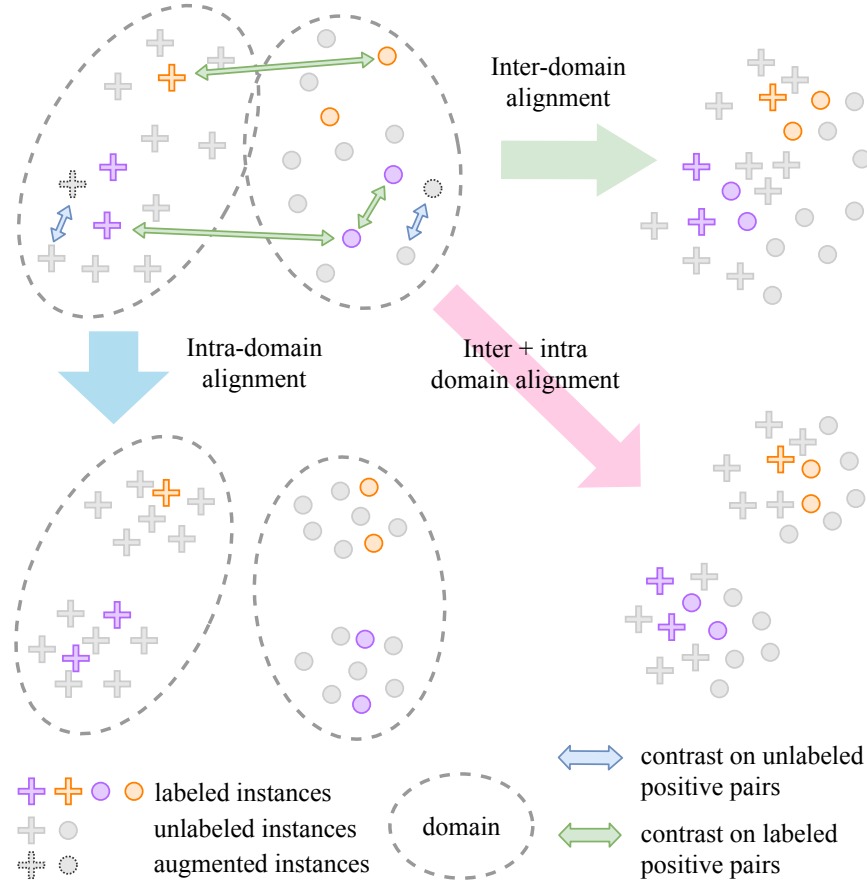 Inter-domain
alignment
Intra-domain
alignment
Inter + intra
domain alignment
labeled instances
unlabeled instances
augmented instances
domain
contrast on unlabeled
positive pairs
contrast on labeled
positive pairs